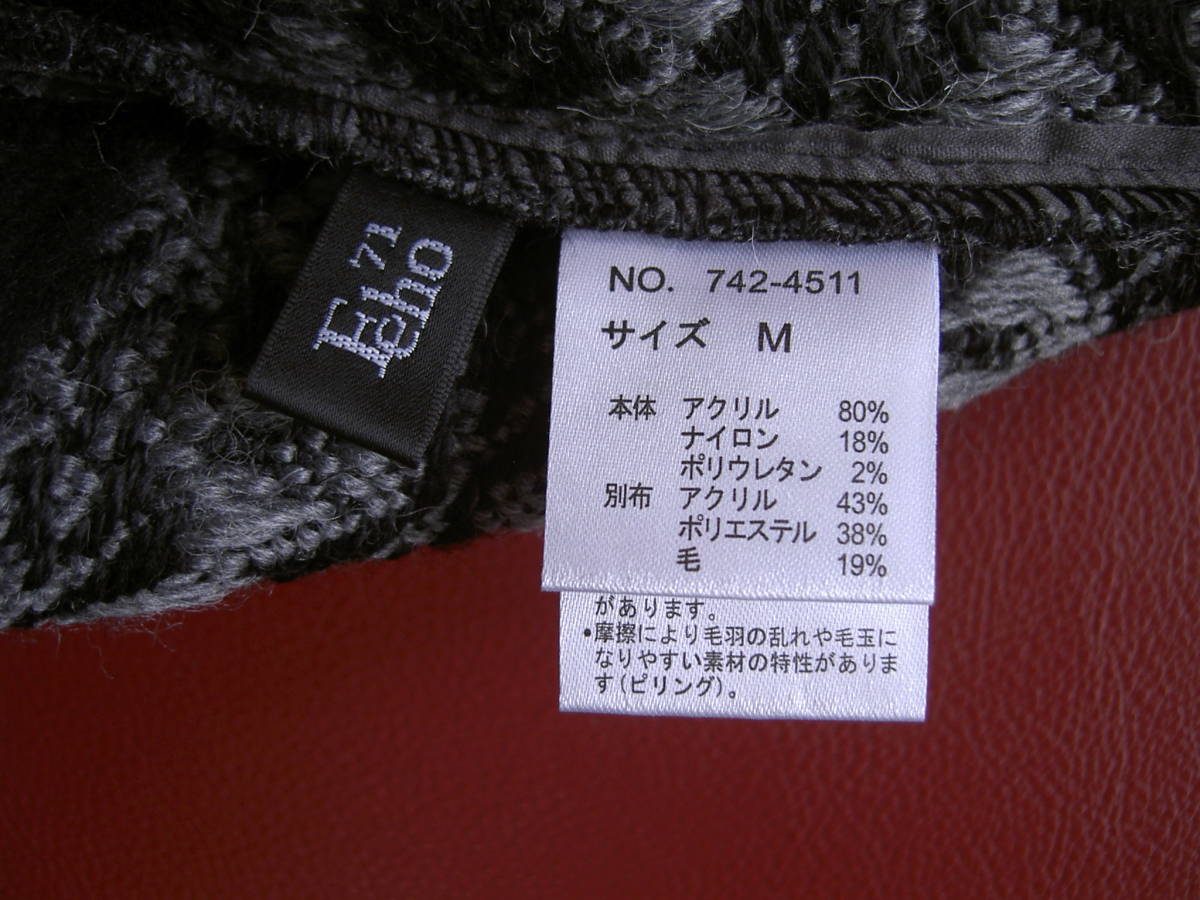 71
Echo
NO. 742-4511
サイズ M
本体 アクリル 80%
ナイロン 18%
ポリウレタン 2%
別布 アクリル 43%
ポリエステル 38%
毛 19%
があります。
•摩擦により毛羽の乱れや毛玉に
なりやすい素材の特性がありま
す(ピリング)。